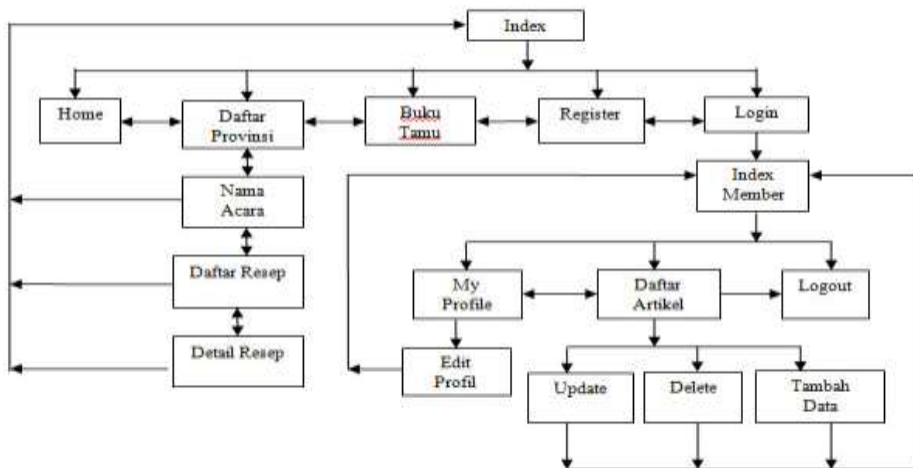 Index
Home
Daftar
Provinsi
Buku
Tamu
Register
Login
Nama
Acara
Index
Member
Daftar Resep
My
Profile
Daftar
Artikel
Logout
Detail Resep
Edit
Profil
Update
Delete
Tambah
Data